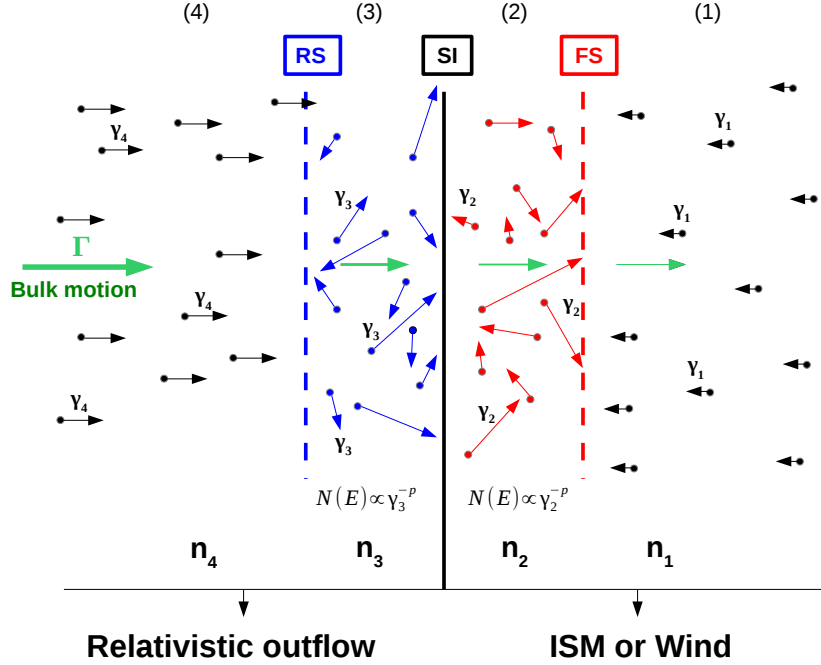 (4) (3) (2) (1)
RS SI FS
γ₄
γ₁
γ₃
γ₂
γ₁
Γ
Bulk motion
γ₄
γ₂
γ₃
γ₁
γ₄
γ₂
γ₃
N(E)∝γ₃⁻ᵖ N(E)∝γ₂⁻ᵖ
n₄ n₃ n₂ n₁
Relativistic outflow ISM or Wind